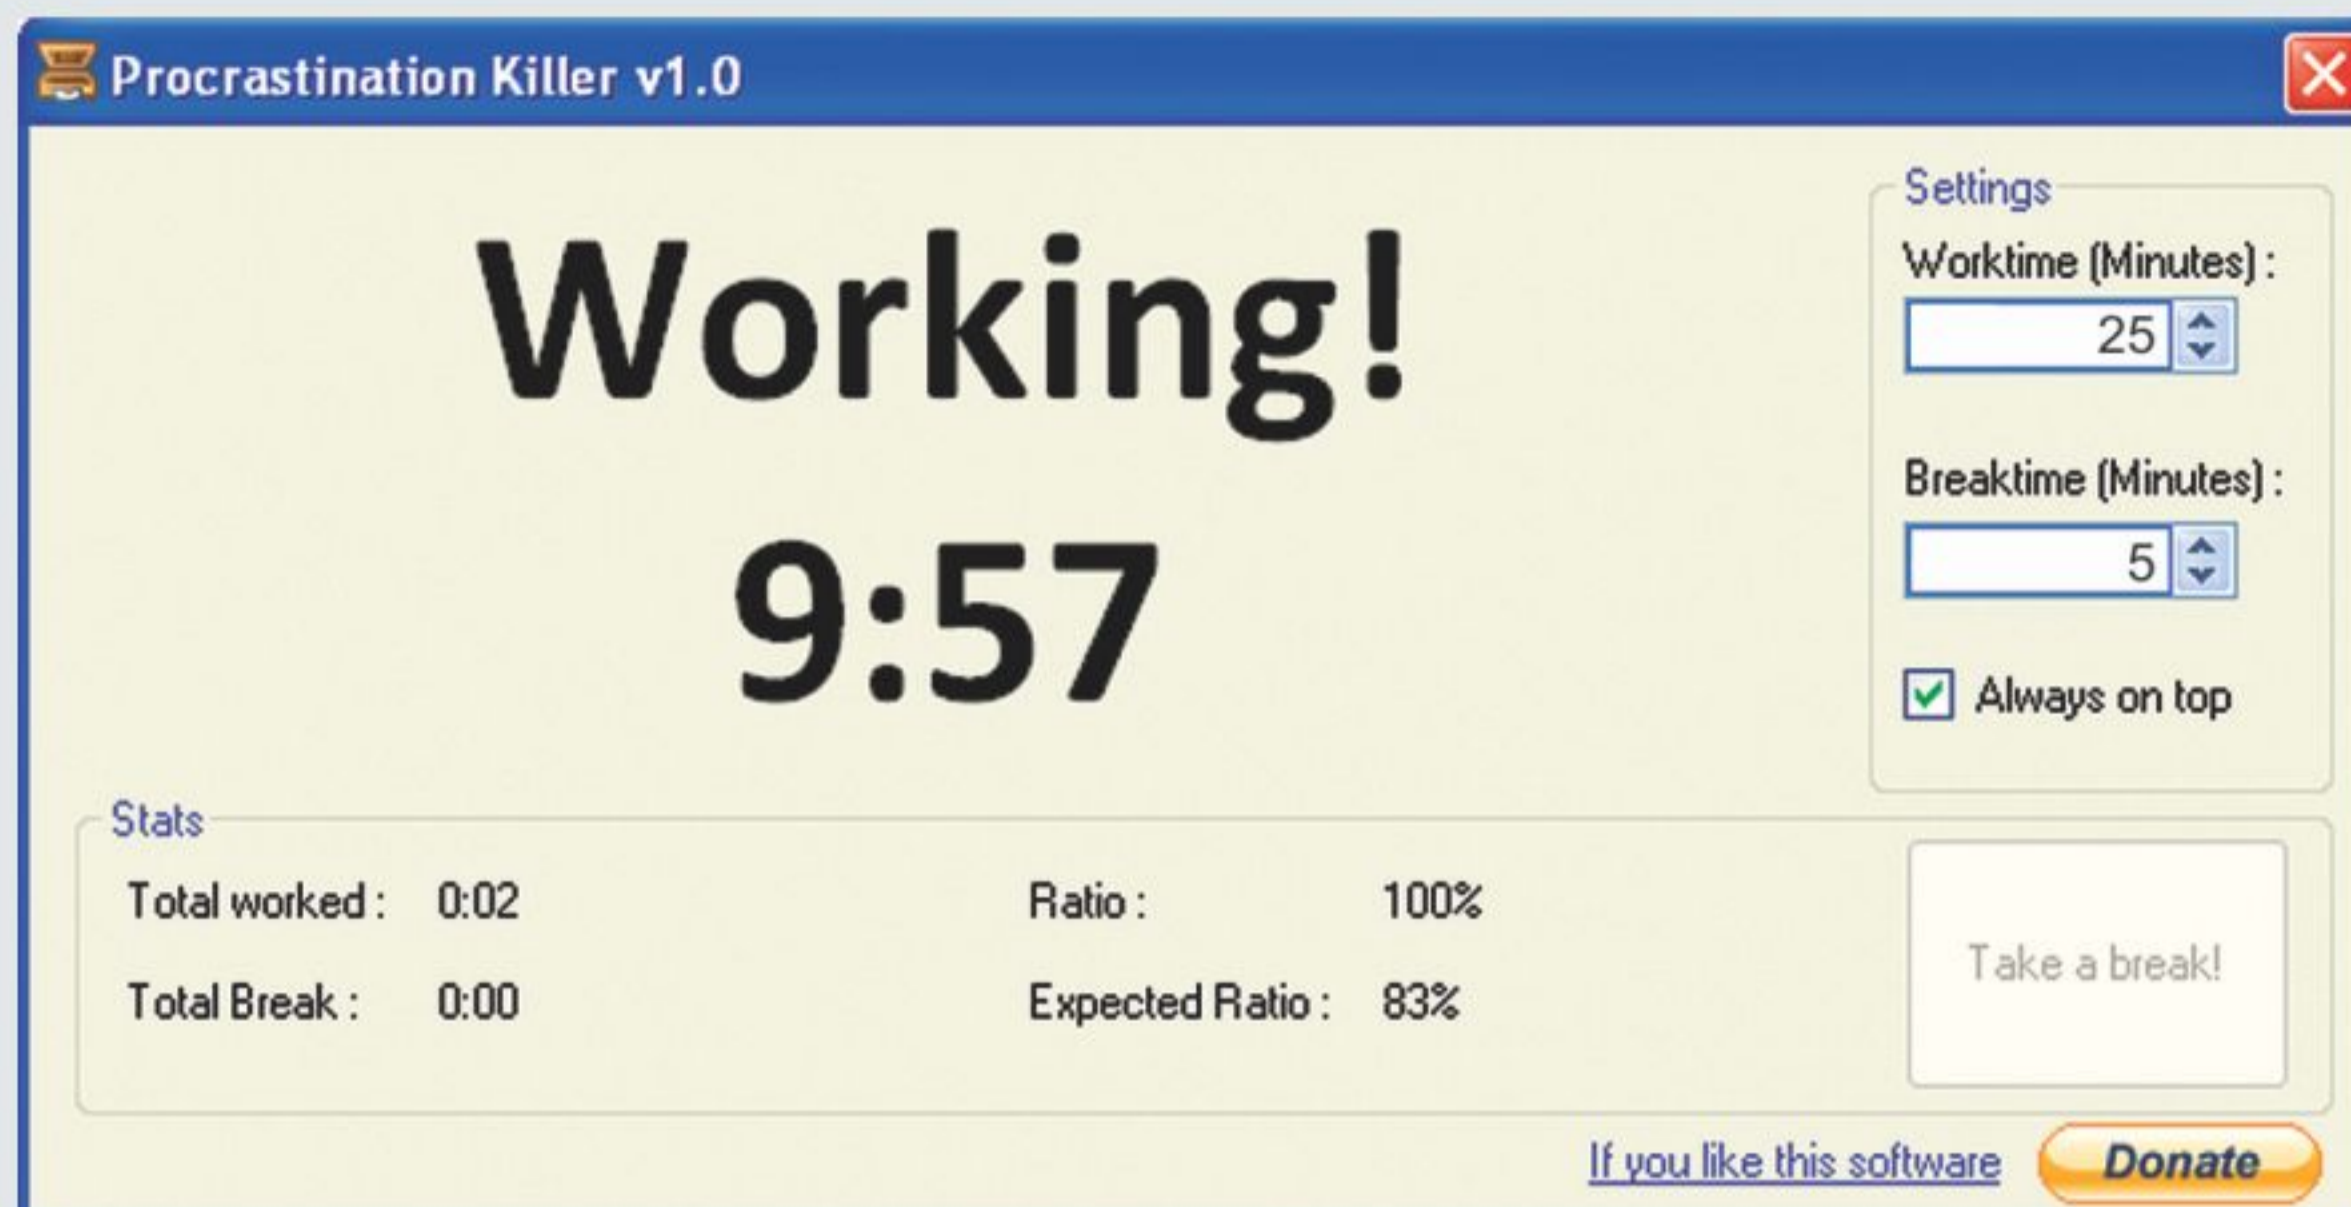 Procrastination Killer v1.0
Working!
9:57
Settings
Worktime (Minutes) :
25
Breaktime (Minutes) :
5
Always on top
Stats
Total worked : 0:02
Ratio : 100%
Total Break : 0:00
Expected Ratio : 83%
Take a break!
If you like this software
Donate